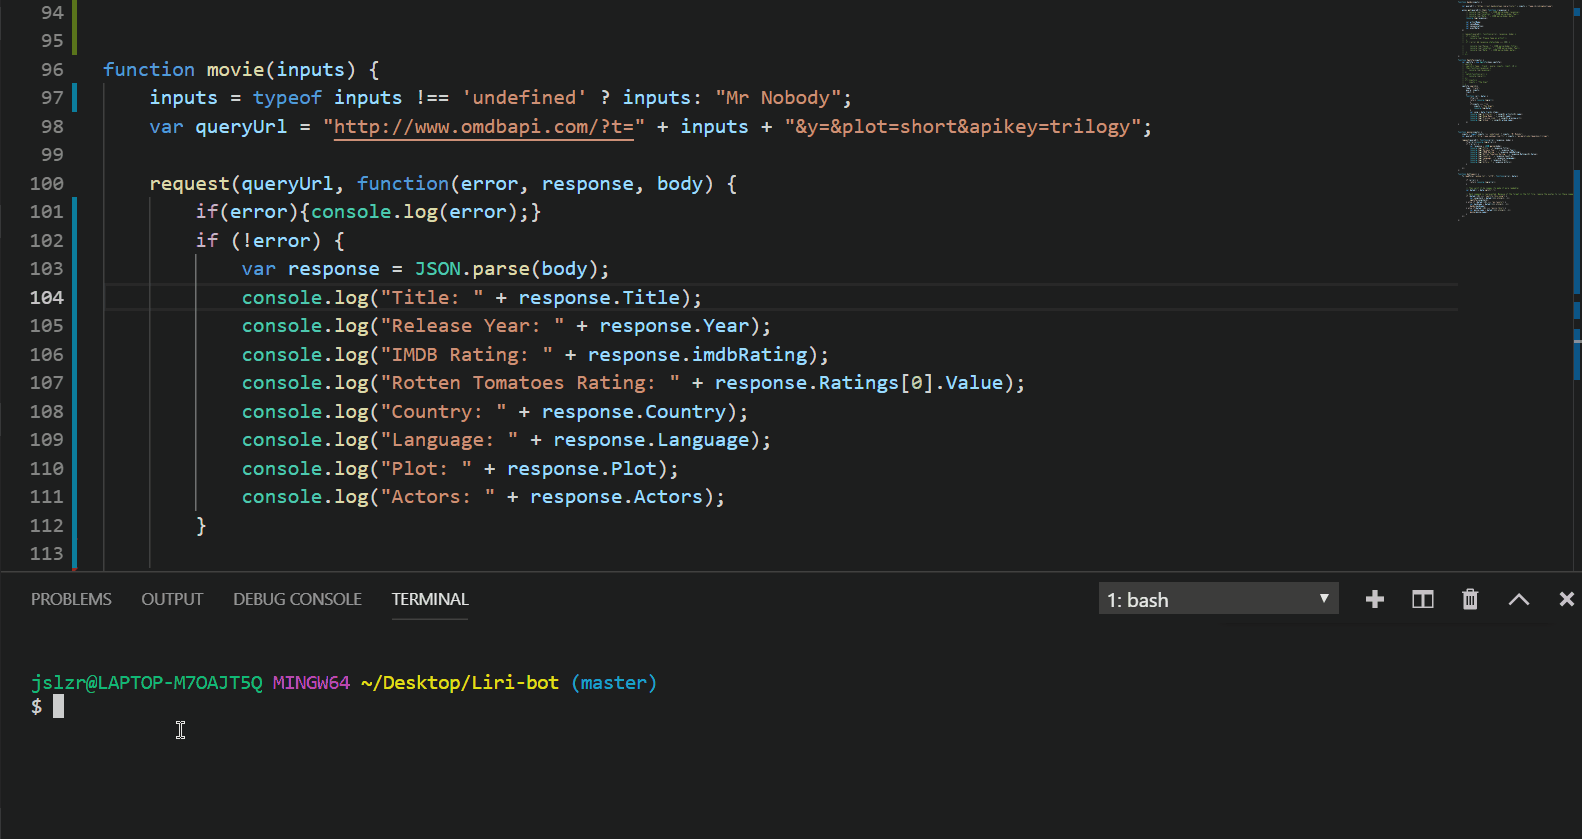 94
95
96 function movie(inputs) {
97 inputs = typeof inputs !== 'undefined' ? inputs: "Mr Nobody";
98 var queryUrl = "http://www.omdbapi.com/?t=" + inputs + "&y=&plot=short&apikey=trilogy";
99
100 request(queryUrl, function(error, response, body) {
101 if(error){console.log(error);}
102 if (!error) {
103 var response = JSON.parse(body);
104 console.log("Title: " + response.Title);
105 console.log("Release Year: " + response.Year);
106 console.log("IMDB Rating: " + response.imdbRating);
107 console.log("Rotten Tomatoes Rating: " + response.Ratings[0].Value);
108 console.log("Country: " + response.Country);
109 console.log("Language: " + response.Language);
110 console.log("Plot: " + response.Plot);
111 console.log("Actors: " + response.Actors);
112 }
113
PROBLEMS OUTPUT DEBUG CONSOLE TERMINAL 1: bash
jslzr@LAPTOP-M7OAJT5Q MINGW64 ~/Desktop/Liri-bot (master)
$